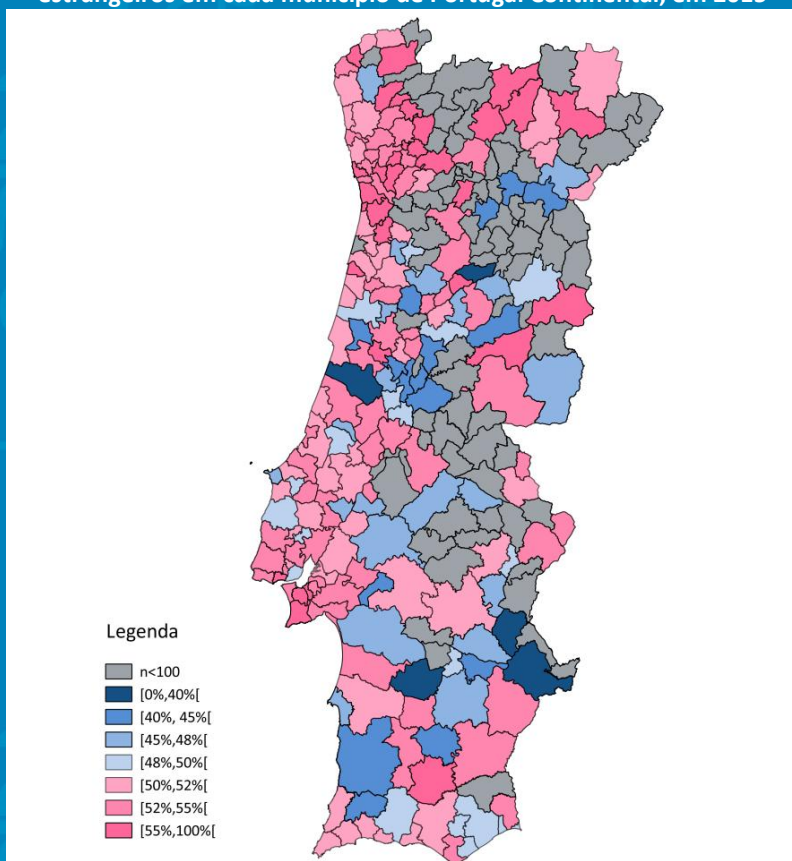 estrangeiros em cada município de Portugal Continental, em 2015
Legenda
n<100
[0%,40%[
[40%, 45%[
[45%,48%[
[48%,50%[
[50%,52%[
[52%,55%[
[55%,100%[